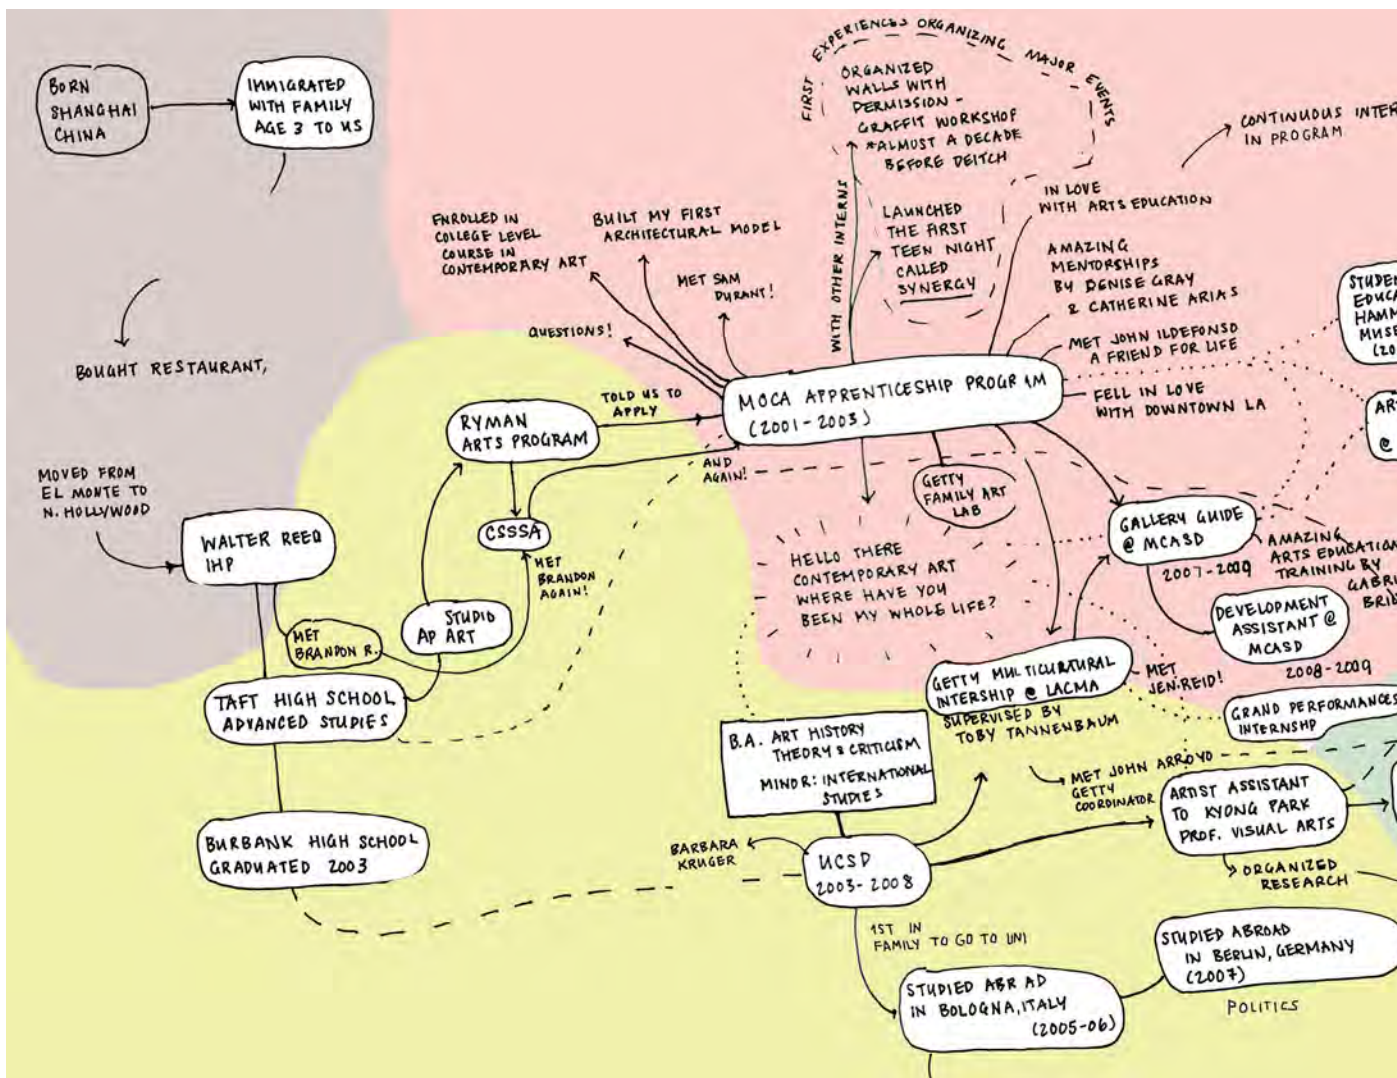 BORN
SHANGHAI
CHINA
IMMIGRATED
WITH FAMILY
AGE 3 TO US
BOUGHT RESTAURANT,
MOVED FROM
EL MONTE TO
N. HOLLYWOOD
WALTER REED
IHP
MET
BRANDON R.
TAFT HIGH SCHOOL
ADVANCED STUDIES
BURBANK HIGH SCHOOL
GRADUATED 2003
STUDIO
AP ART
RYMAN
ARTS PROGRAM
CSSSA
MET
BRANDON
AGAIN!
TOLD US TO
APPLY
AND
AGAIN!
ENROLLED IN
COLLEGE LEVEL
COURSE IN
CONTEMPORARY ART
BUILT MY FIRST
ARCHITECTURAL MODEL
QUESTIONS!
MET SAM
DURANT!
FIRST EXPERIENCES ORGANIZING MAJOR EVENTS
ORGANIZED
WALLS WITH
PERMISSION -
GRAFFIT WORKSHOP
*ALMUST A DECADE
BEFORE DEITCH
WITH OTHER INTERNS
LAUNCHED
THE FIRST
TEEN NIGHT
CALLED
SYNERGY
CONTINUOUS INTER
IN PROGRAM
IN LOVE
WITH ARTS EDUCATION
AMAZING
MENTORSHIPS
BY DENISE GRAY
& CATHERINE ARIAS
MET JOHN ILDEFONSO
A FRIEND FOR LIFE
FELL IN LOVE
WITH DOWNTOWN LA
MOCA APPRENTICESHIP PROGRAM
(2001-2003)
GETTY
FAMILY ART
LAB
HELLO THERE
CONTEMPORARY ART
WHERE HAVE YOU
BEEN MY WHOLE LIFE?
STUDEN
EDUCA
HAMM
MUSE
(20
AR
@
GALLERY GUIDE
@ MCASD
2007-2009
AMAZING
ARTS EDUCATION
TRAINING BY
GABRI
BRI
DEVELOPMENT
ASSISTANT @
MCASD
2008-2009
GETTY MULTICULTURAL
INTERSHIP @ LACMA
SUPERVISED BY
TOBY TANNENBAUM
MET
JEN REID!
GRAND PERFORMANCES
INTERNSHP
MET JOHN ARROYO
GETTY
COORDINATOR
B.A. ART HISTORY
THEORY & CRITICISM
MINOR: INTERNATIONAL
STUDIES
BARBARA
KRUGER
UCSD
2003-2008
ARTIST ASSISTANT
TO KYONG PARK
PROF. VISUAL ARTS
ORGANIZED
RESEARCH
1ST IN
FAMILY TO GO TO UNI
STUDIED ABR AD
IN BOLOGNA, ITALY
(2005-06)
STUDIED ABROAD
IN BERLIN, GERMANY
(2007)
POLITICS